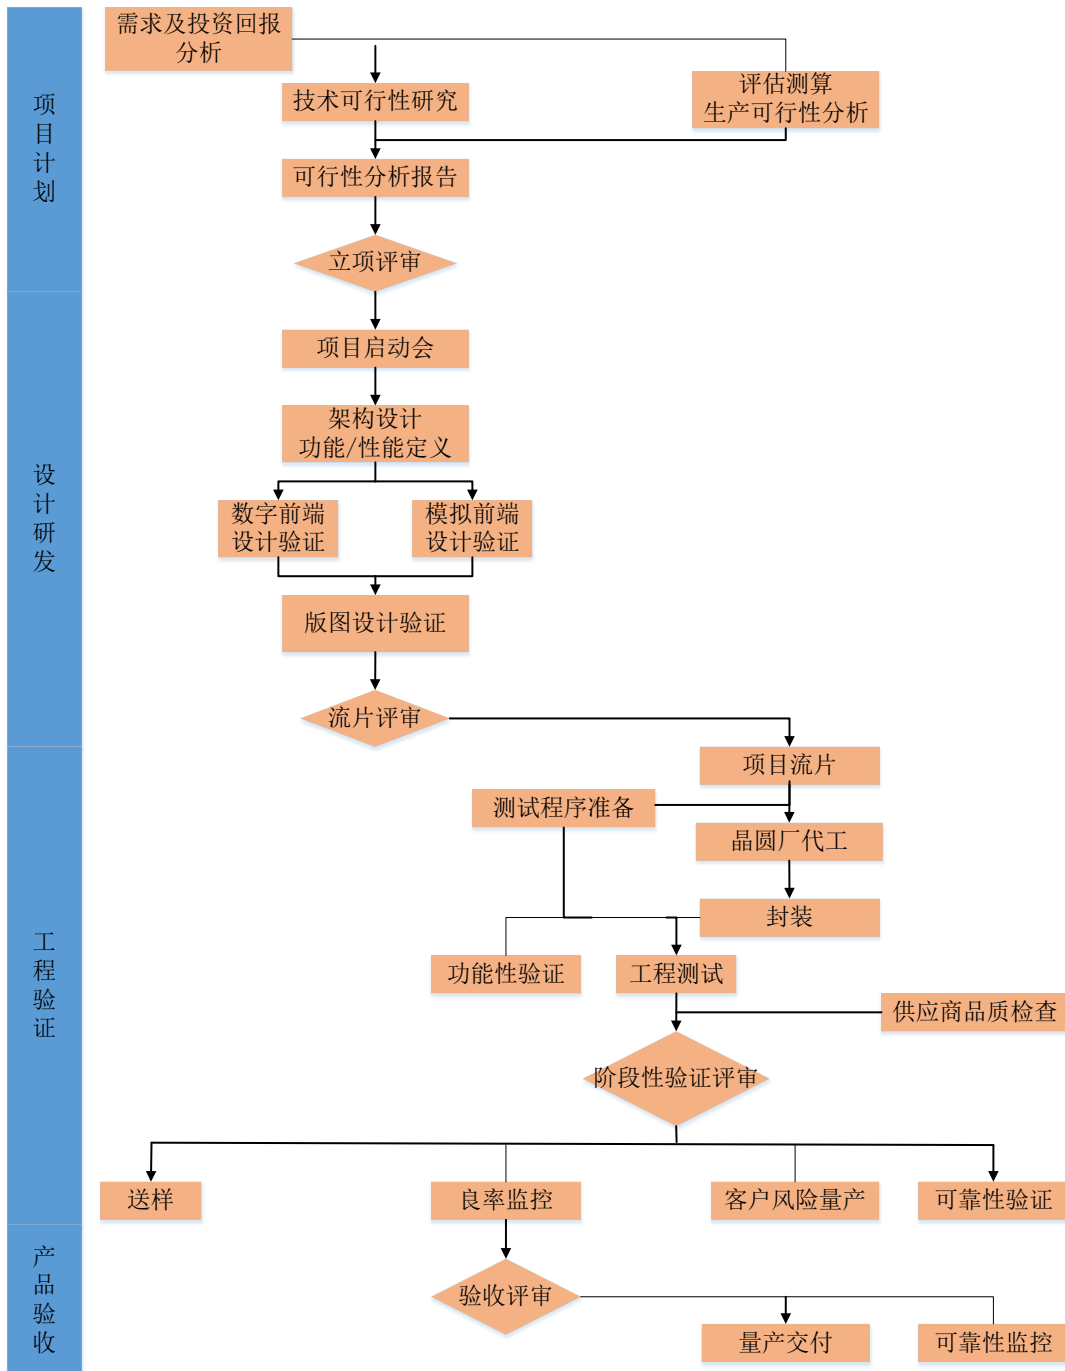 项目计划
需求及投资回报
分析
技术可行性研究
评估测算
生产可行性分析
可行性分析报告
立项评审
设计研发
项目启动会
架构设计
功能/性能定义
数字前端
设计验证
模拟前端
设计验证
版图设计验证
流片评审
工程验证
项目流片
测试程序准备
晶圆厂代工
封装
功能性验证
工程测试
供应商品质检查
阶段性验证评审
送样
良率监控
客户风险量产
可靠性验证
产品验收
验收评审
量产交付
可靠性监控